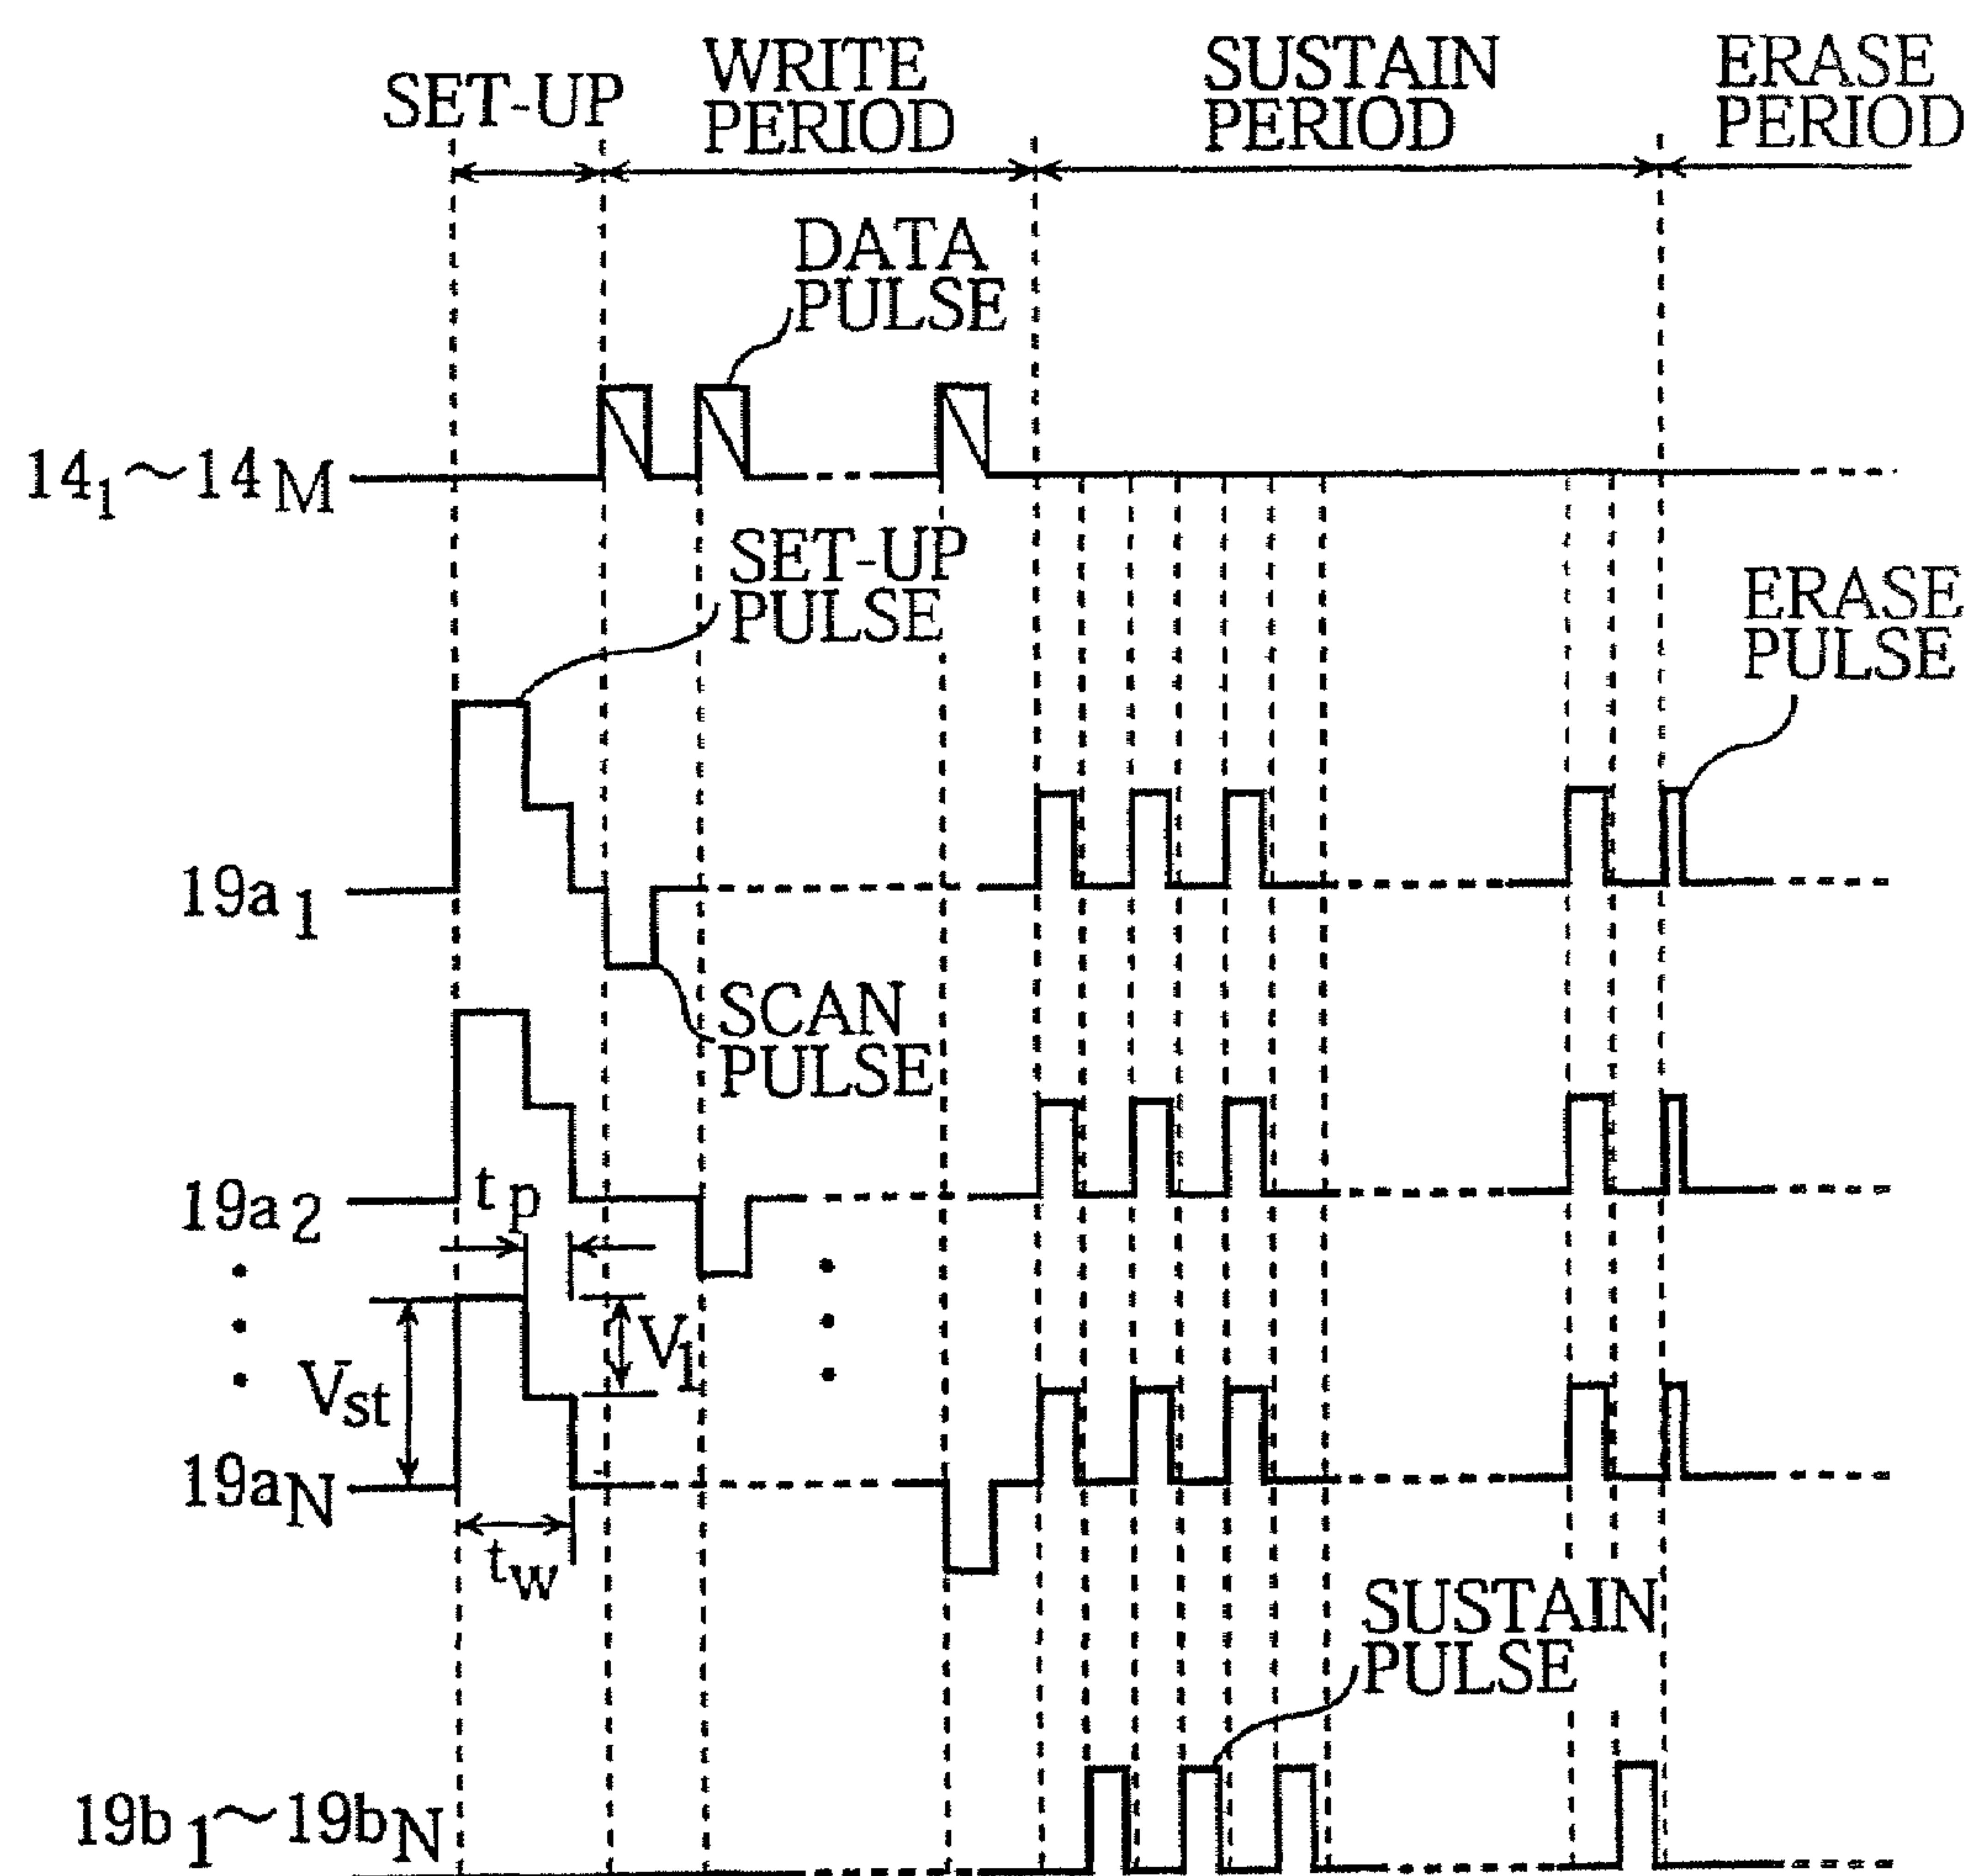 SET-UP
WRITE
PERIOD
SUSTAIN
PERIOD
ERASE
PERIOD
DATA
PULSE
14₁~14M
SET-UP
PULSE
ERASE
PULSE
19a₁
SCAN
PULSE
19a₂
tp
V₁
Vst
19aN
tw
SUSTAIN
PULSE
19b₁~19bN